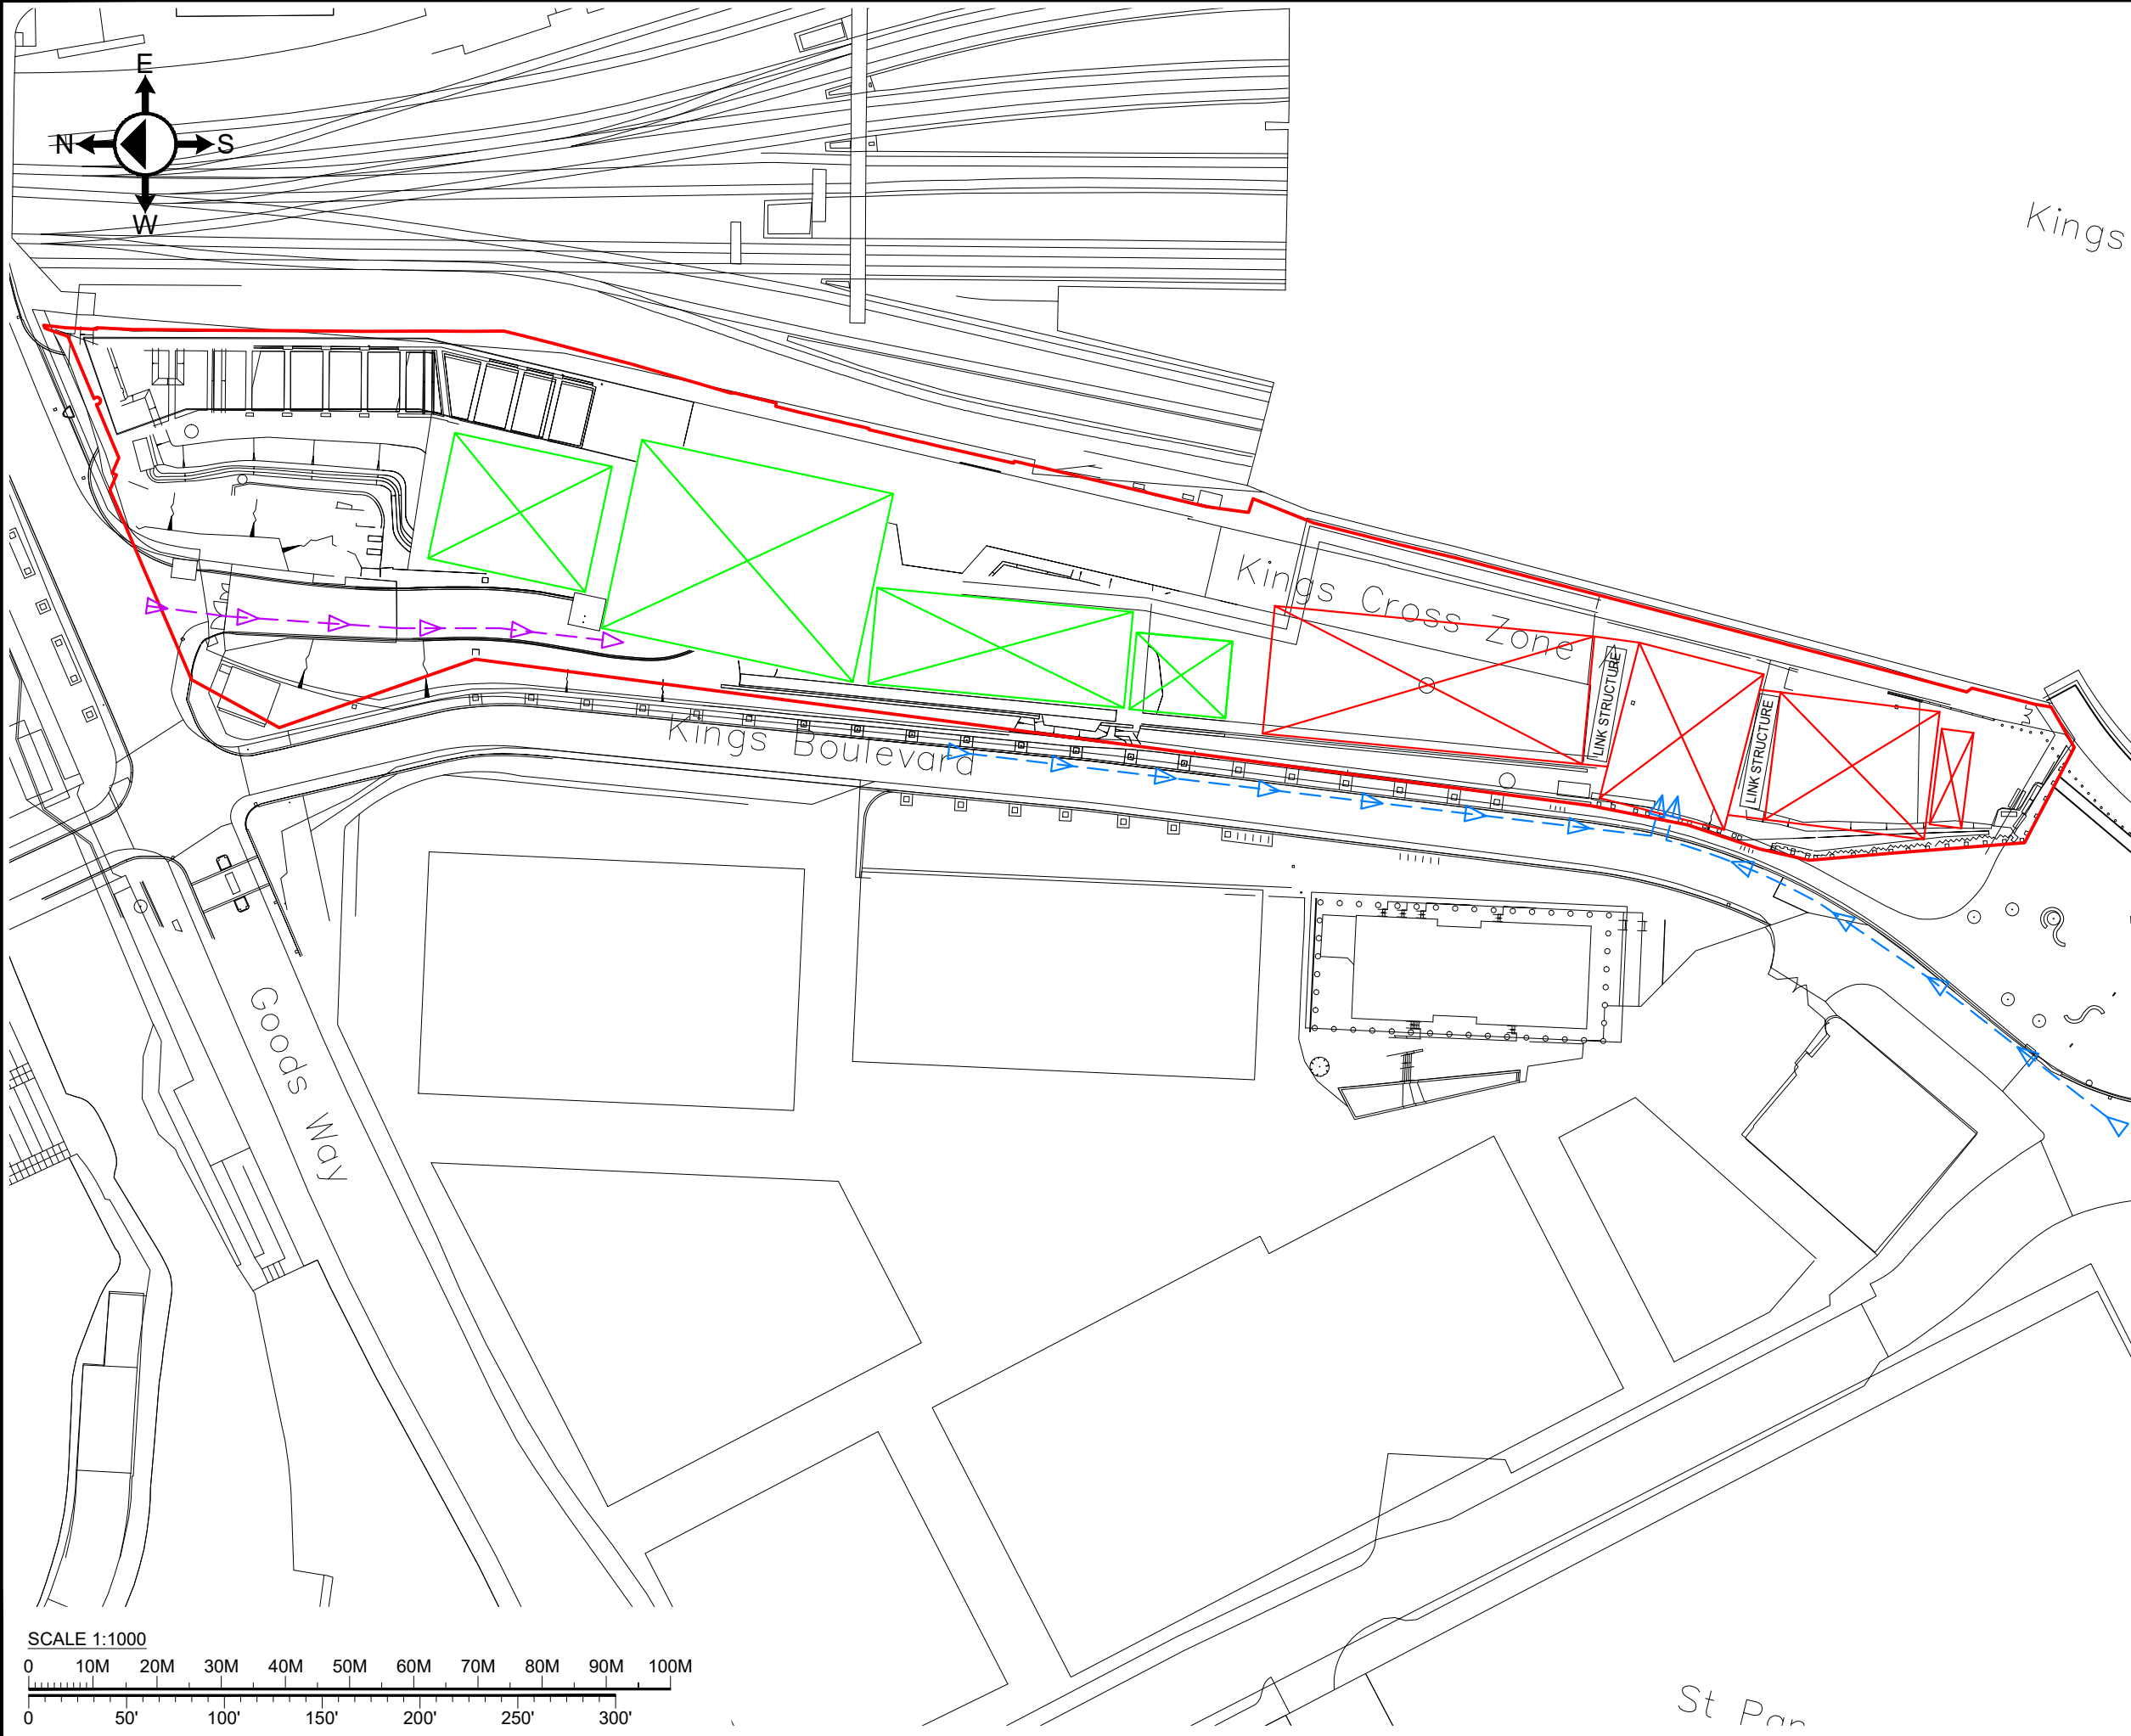 E
N S
W
Kings
Kings Cross Zone
LINK STRUCTURE
LINK STRUCTURE
Kings Boulevard
Goods Way
SCALE 1:1000
0 10M 20M 30M 40M 50M 60M 70M 80M 90M 100M
0 50' 100' 150' 200' 250' 300'
St